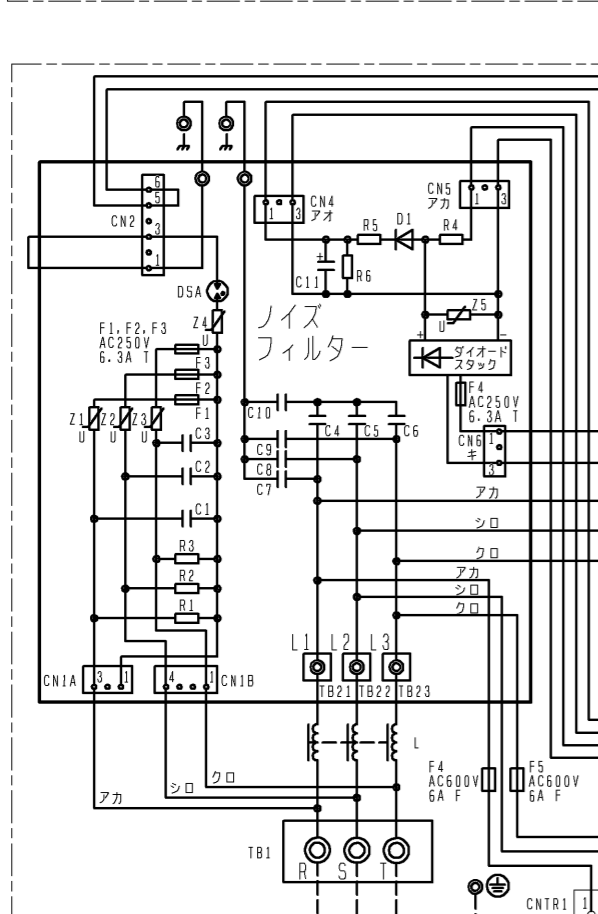 6
5
CN2
3
1
1
3
CN4
アオ
CN5
アカ
1
3
R5
D1
R4
+
C11
R6
DSA
Z4
U
ノイズ
フィルター
Z5
U
+
-
ダイオード
スタック
F1,F2,F3
AC250V
6.3A T
F3
F2
F1
F4
AC250V
6.3A T
Z1
U
Z2
U
Z3
U
C10
C4
C5
C6
CN6
キ
1
3
C3
C9
C8
C7
C2
C1
アカ
シロ
クロ
R3
R2
R1
アカ
シロ
クロ
L1
L2
L3
CN1A
3
1
4
1
CN1B
TB21
TB22
TB23
L
アカ
シロ
クロ
F4
AC600V
6A F
F5
AC600V
6A F
TB1
R
S
T
CNTR1
1